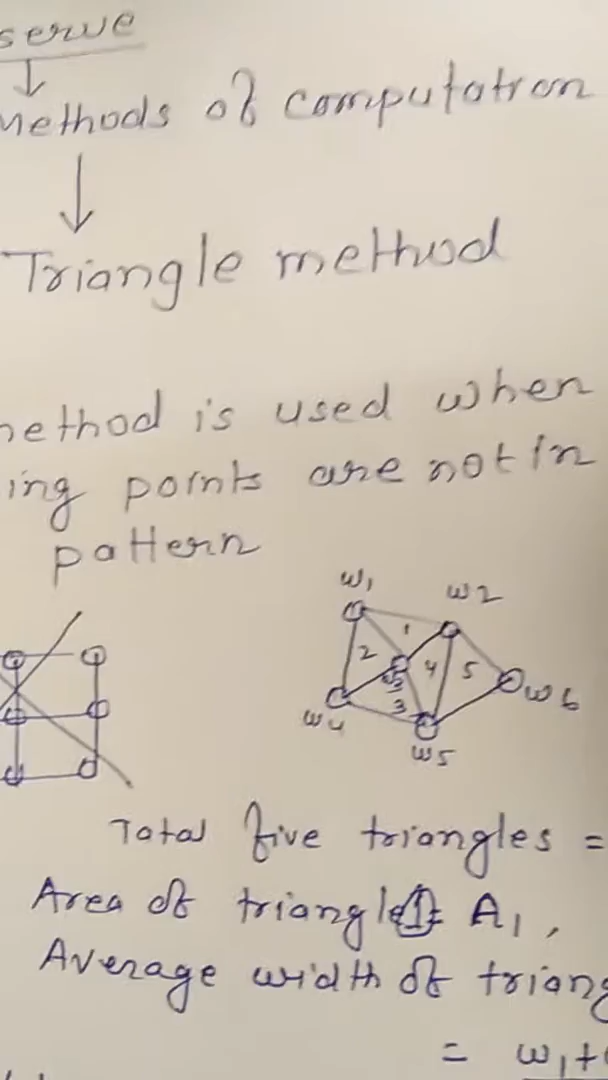 serve
methods of computation
Triangle method
method is used when
ing points are not in
pattern
w1 w2
1
2 4 5
w3 w6
3
w4
w5
Total five triangles =
Area of triangle 1 = A1,
Average width of triang
= w1+